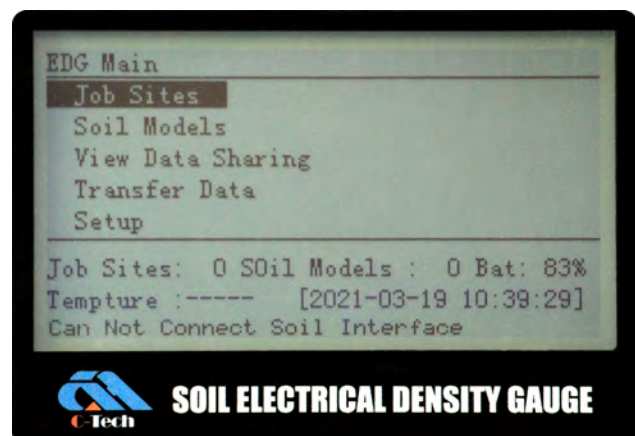 EDG Main
Job Sites
Soil Models
View Data Sharing
Transfer Data
Setup
Job Sites: 0 SOil Models : 0 Bat: 83%
Tempture :----- [2021-03-19 10:39:29]
Can Not Connect Soil Interface
C-Tech SOIL ELECTRICAL DENSITY GAUGE